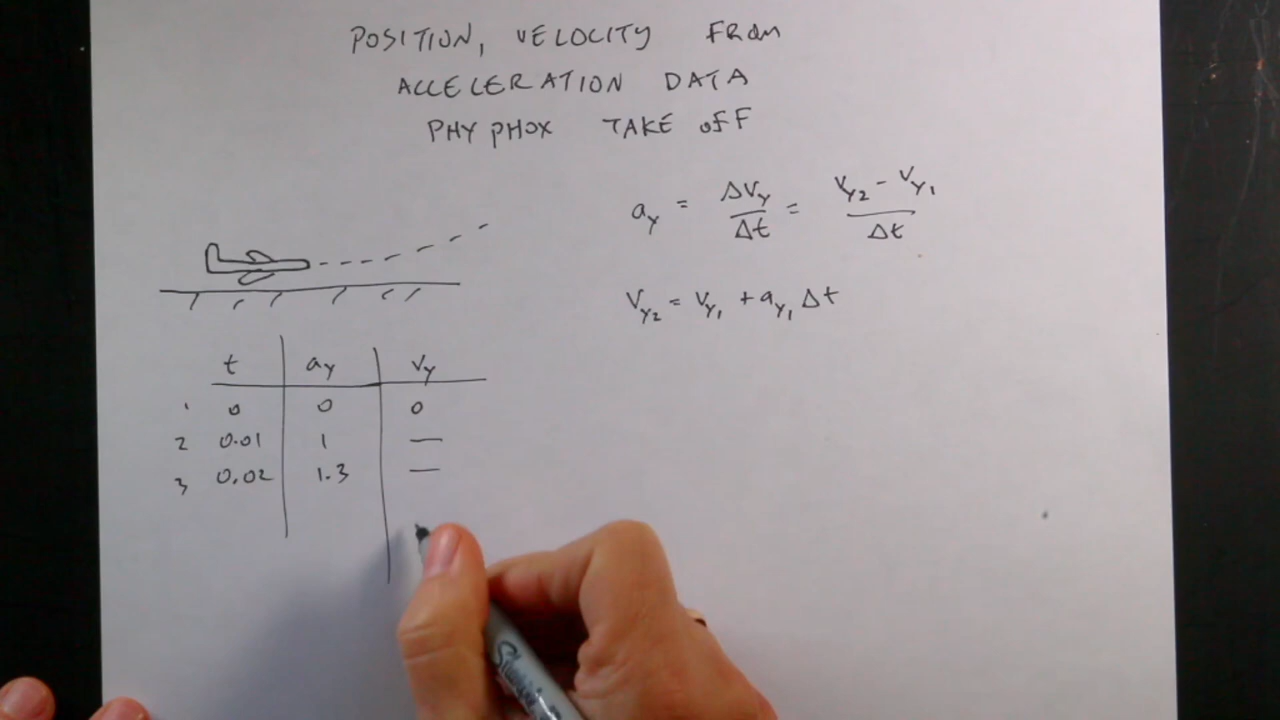 POSITION, VELOCITY FROM
ACCELERATION DATA
PHYPHOX TAKE OFF
a_y = Δv_y / Δt = (v_y2 - v_y1) / Δt
v_y2 = v_y1 + a_y1 Δt
t a_y v_y
1 0 0 0
2 0.01 1 —
3 0.02 1.3 —
Sharpie